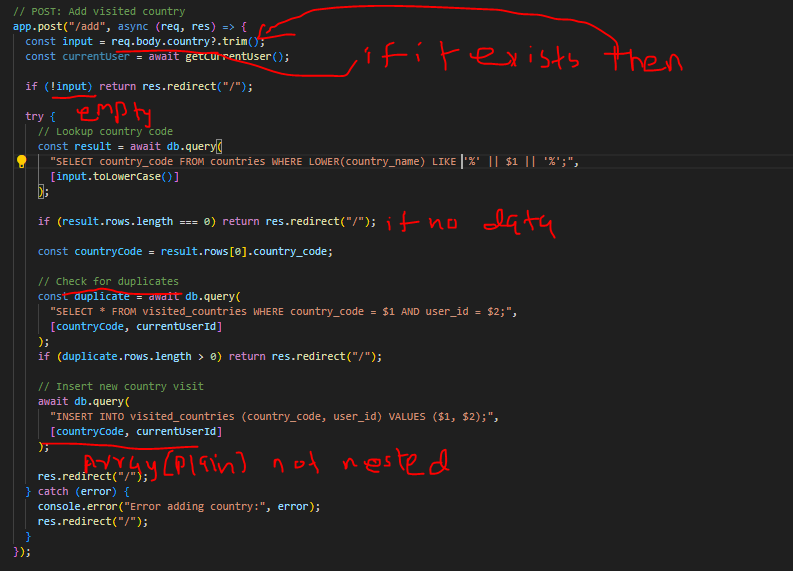 // POST: Add visited country
app.post("/add", async (req, res) => {
const input = req.body.country?.trim();
const currentUser = await getCurrentUser();
if it exists then
if (!input) return res.redirect("/");
empty
try {
// Lookup country code
const result = await db.query(
"SELECT country_code FROM countries WHERE LOWER(country_name) LIKE '%' || $1 || '%';",
[input.toLowerCase()]
);
if (result.rows.length === 0) return res.redirect("/");
if no data
const countryCode = result.rows[0].country_code;
// Check for duplicates
const duplicate = await db.query(
"SELECT * FROM visited_countries WHERE country_code = $1 AND user_id = $2;",
[countryCode, currentUserId]
);
if (duplicate.rows.length > 0) return res.redirect("/");
// Insert new country visit
await db.query(
"INSERT INTO visited_countries (country_code, user_id) VALUES ($1, $2);",
[countryCode, currentUserId]
);
Array(plain) not nested
res.redirect("/");
} catch (error) {
console.error("Error adding country:", error);
res.redirect("/");
}
});